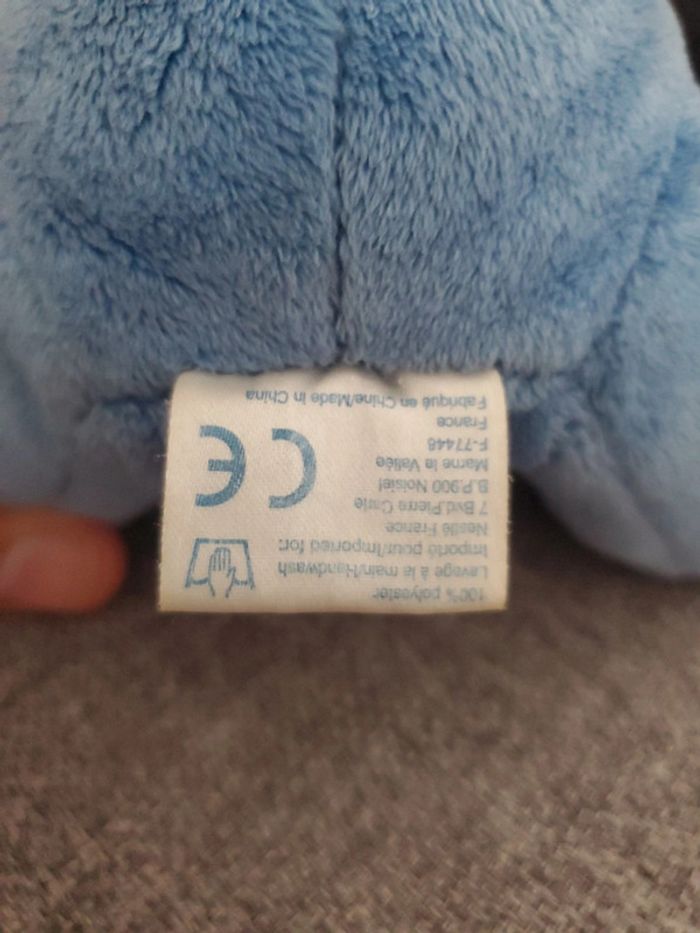 100% polyester
Lavage à la main/Handwash
Importé pour/Imported for:
Nestlé France
7 Bvd.Pierre Carle
B.P.900 Noisiel
Marne la Vallée
F-77446
France
Fabriqué en Chine/Made in China
CE